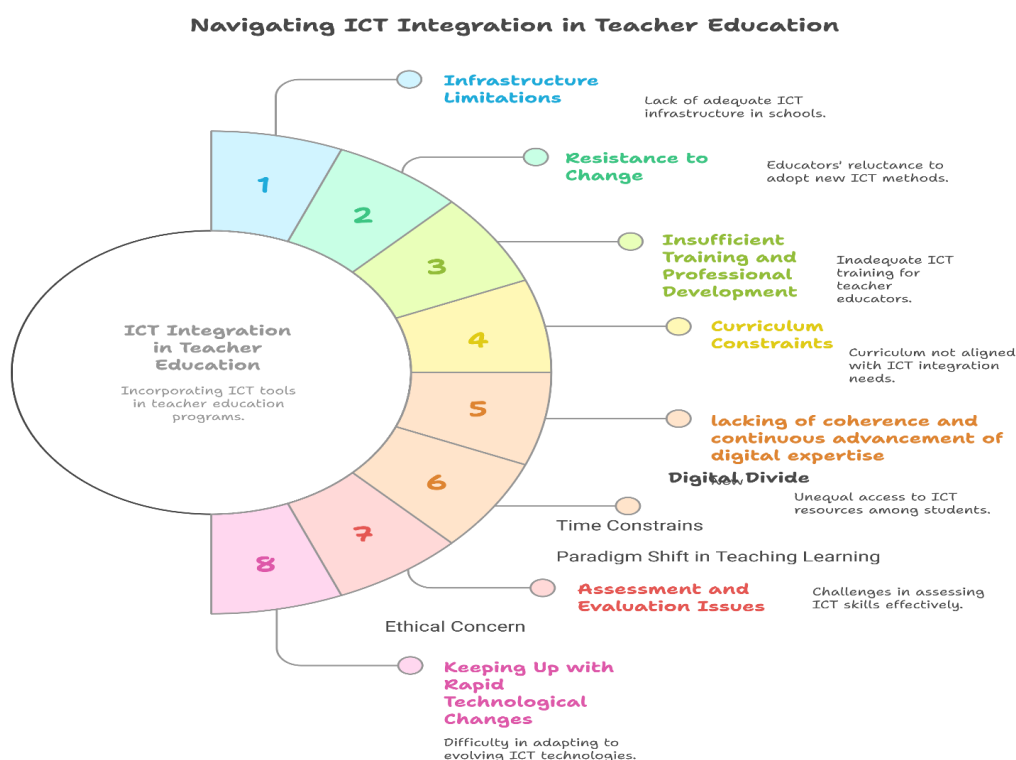 Navigating ICT Integration in Teacher Education
Infrastructure
Limitations
Lack of adequate ICT
infrastructure in schools.
1
Resistance to
Change
Educators' reluctance to
adopt new ICT methods.
2
Insufficient
Training and
Professional
Development
Inadequate ICT
training for
teacher
educators.
3
Curriculum
Constraints
Curriculum not aligned
with ICT integration
needs.
4
ICT Integration
in Teacher
Education
Incorporating ICT tools
in teacher education
programs.
5
lacking of coherence and
continuous advancement of
digital expertise
New
Digital Divide
Unequal access to ICT
resources among students.
6
Time Constrains
Paradigm Shift in Teaching Learning
7
Assessment and
Evaluation Issues
Challenges in assessing
ICT skills effectively.
Ethical Concern
8
Keeping Up with
Rapid
Technological
Changes
Difficulty in adapting to
evolving ICT technologies.